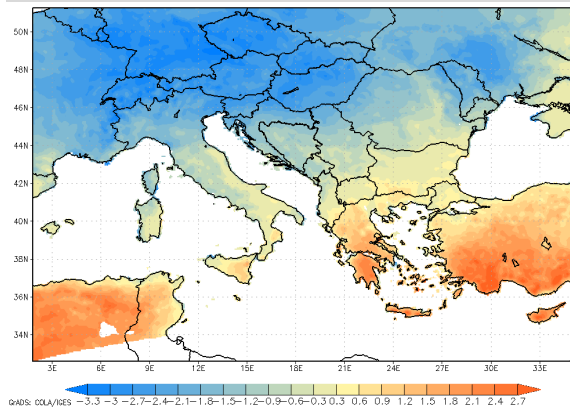 50N
48N
46N
44N
42N
40N
38N
36N
34N
3E 6E 9E 12E 15E 18E 21E 24E 27E 30E 33E
GrADS: COLA/IGES -3.3 -3 -2.7 -2.4 -2.1 -1.8 -1.5 -1.2 -0.9 -0.6 -0.3 0.3 0.6 0.9 1.2 1.5 1.8 2.1 2.4 2.7